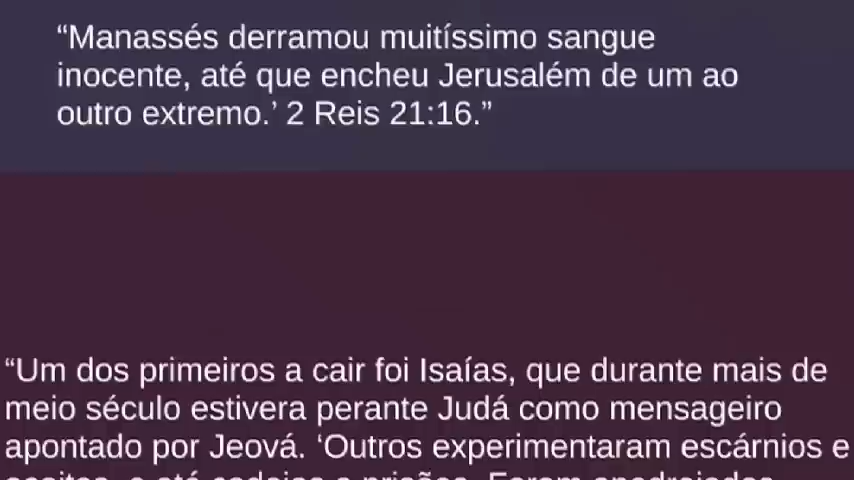 “Manassés derramou muitíssimo sangue
inocente, até que encheu Jerusalém de um ao
outro extremo.’ 2 Reis 21:16.”
“Um dos primeiros a cair foi Isaías, que durante mais de
meio século estivera perante Judá como mensageiro
apontado por Jeová. ‘Outros experimentaram escárnios e